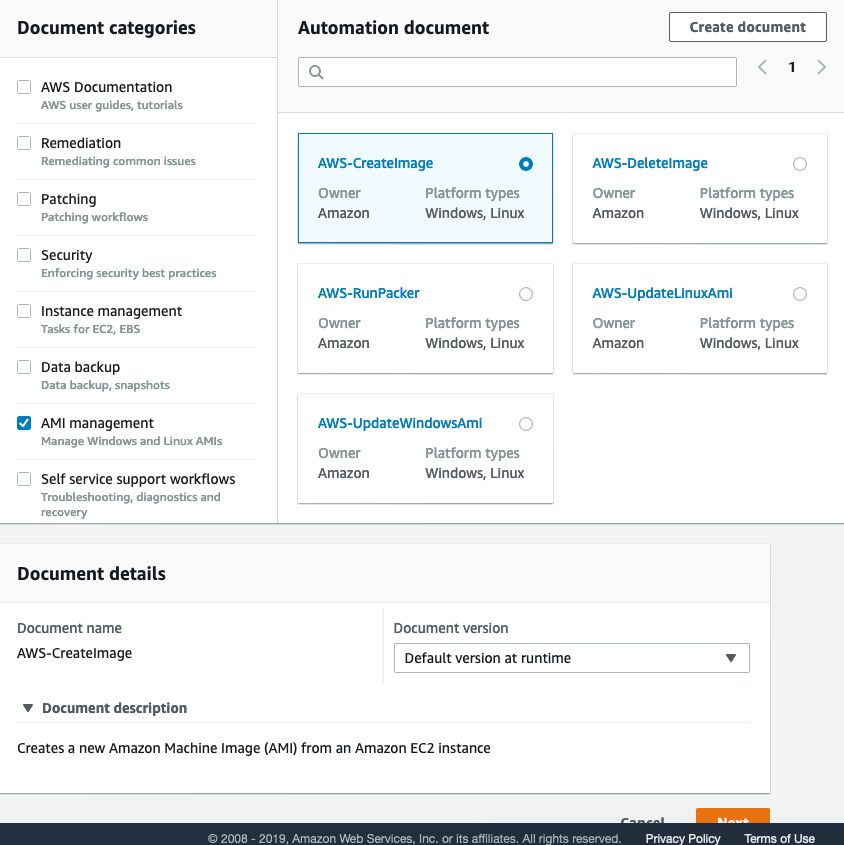 Document categories
AWS Documentation
AWS user guides, tutorials
Remediation
Remediating common issues
Patching
Patching workflows
Security
Enforcing security best practices
Instance management
Tasks for EC2, EBS
Data backup
Data backup, snapshots
AMI management
Manage Windows and Linux AMIs
Self service support workflows
Troubleshooting, diagnostics and
recovery
Automation document
Create document
1
AWS-CreateImage
Owner Platform types
Amazon Windows, Linux
AWS-DeleteImage
Owner Platform types
Amazon Windows, Linux
AWS-RunPacker
Owner Platform types
Amazon Windows, Linux
AWS-UpdateLinuxAmi
Owner Platform types
Amazon Windows, Linux
AWS-UpdateWindowsAmi
Owner Platform types
Amazon Windows, Linux
Document details
Document name
AWS-CreateImage
Document version
Default version at runtime
Document description
Creates a new Amazon Machine Image (AMI) from an Amazon EC2 instance
Cancel Next
© 2008 - 2019, Amazon Web Services, Inc. or its affiliates. All rights reserved. Privacy Policy Terms of Use